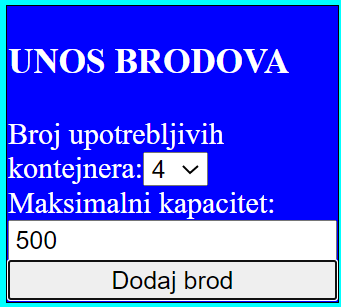 UNOS BRODOVA
Broj upotrebljivih
kontejnera: 4
Maksimalni kapacitet:
500
Dodaj brod